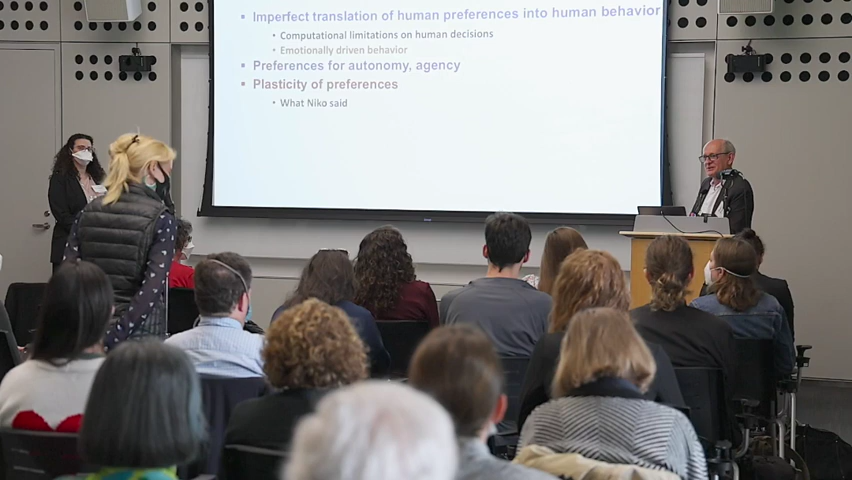 ▪ Imperfect translation of human preferences into human behavior
• Computational limitations on human decisions
• Emotionally driven behavior
▪ Preferences for autonomy, agency
▪ Plasticity of preferences
• What Niko said